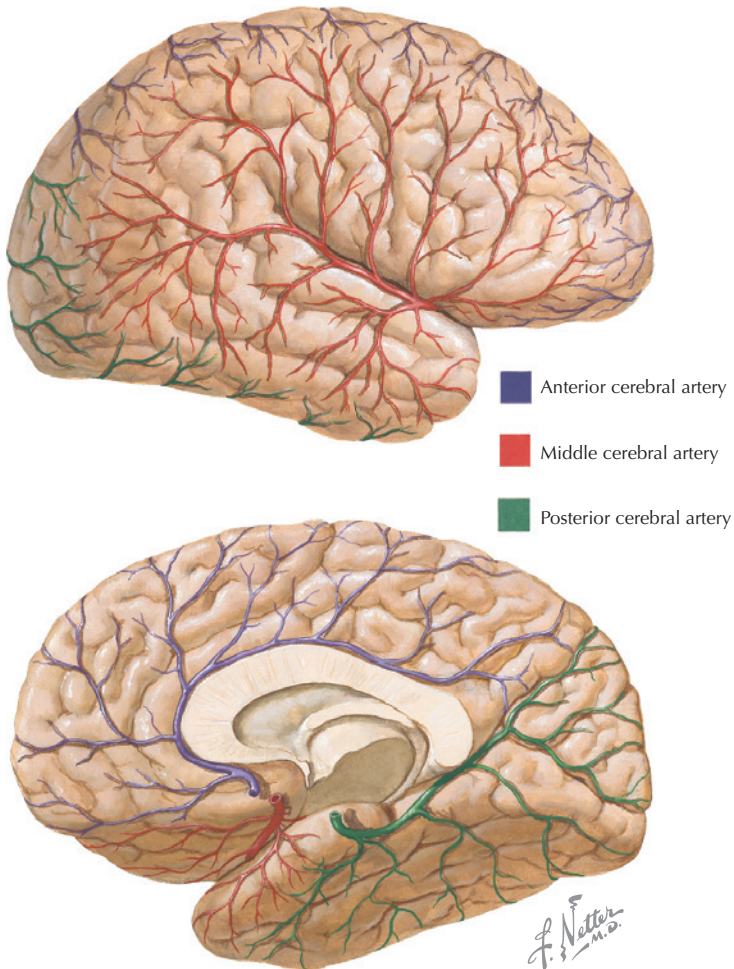 Anterior cerebral artery
Middle cerebral artery
Posterior cerebral artery
F. Netter
M.D.